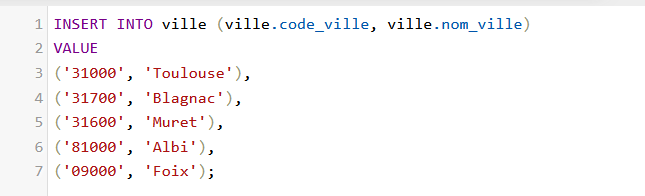 1 INSERT INTO ville (ville.code_ville, ville.nom_ville)
2 VALUE
3 ('31000', 'Toulouse'),
4 ('31700', 'Blagnac'),
5 ('31600', 'Muret'),
6 ('81000', 'Albi'),
7 ('09000', 'Foix');